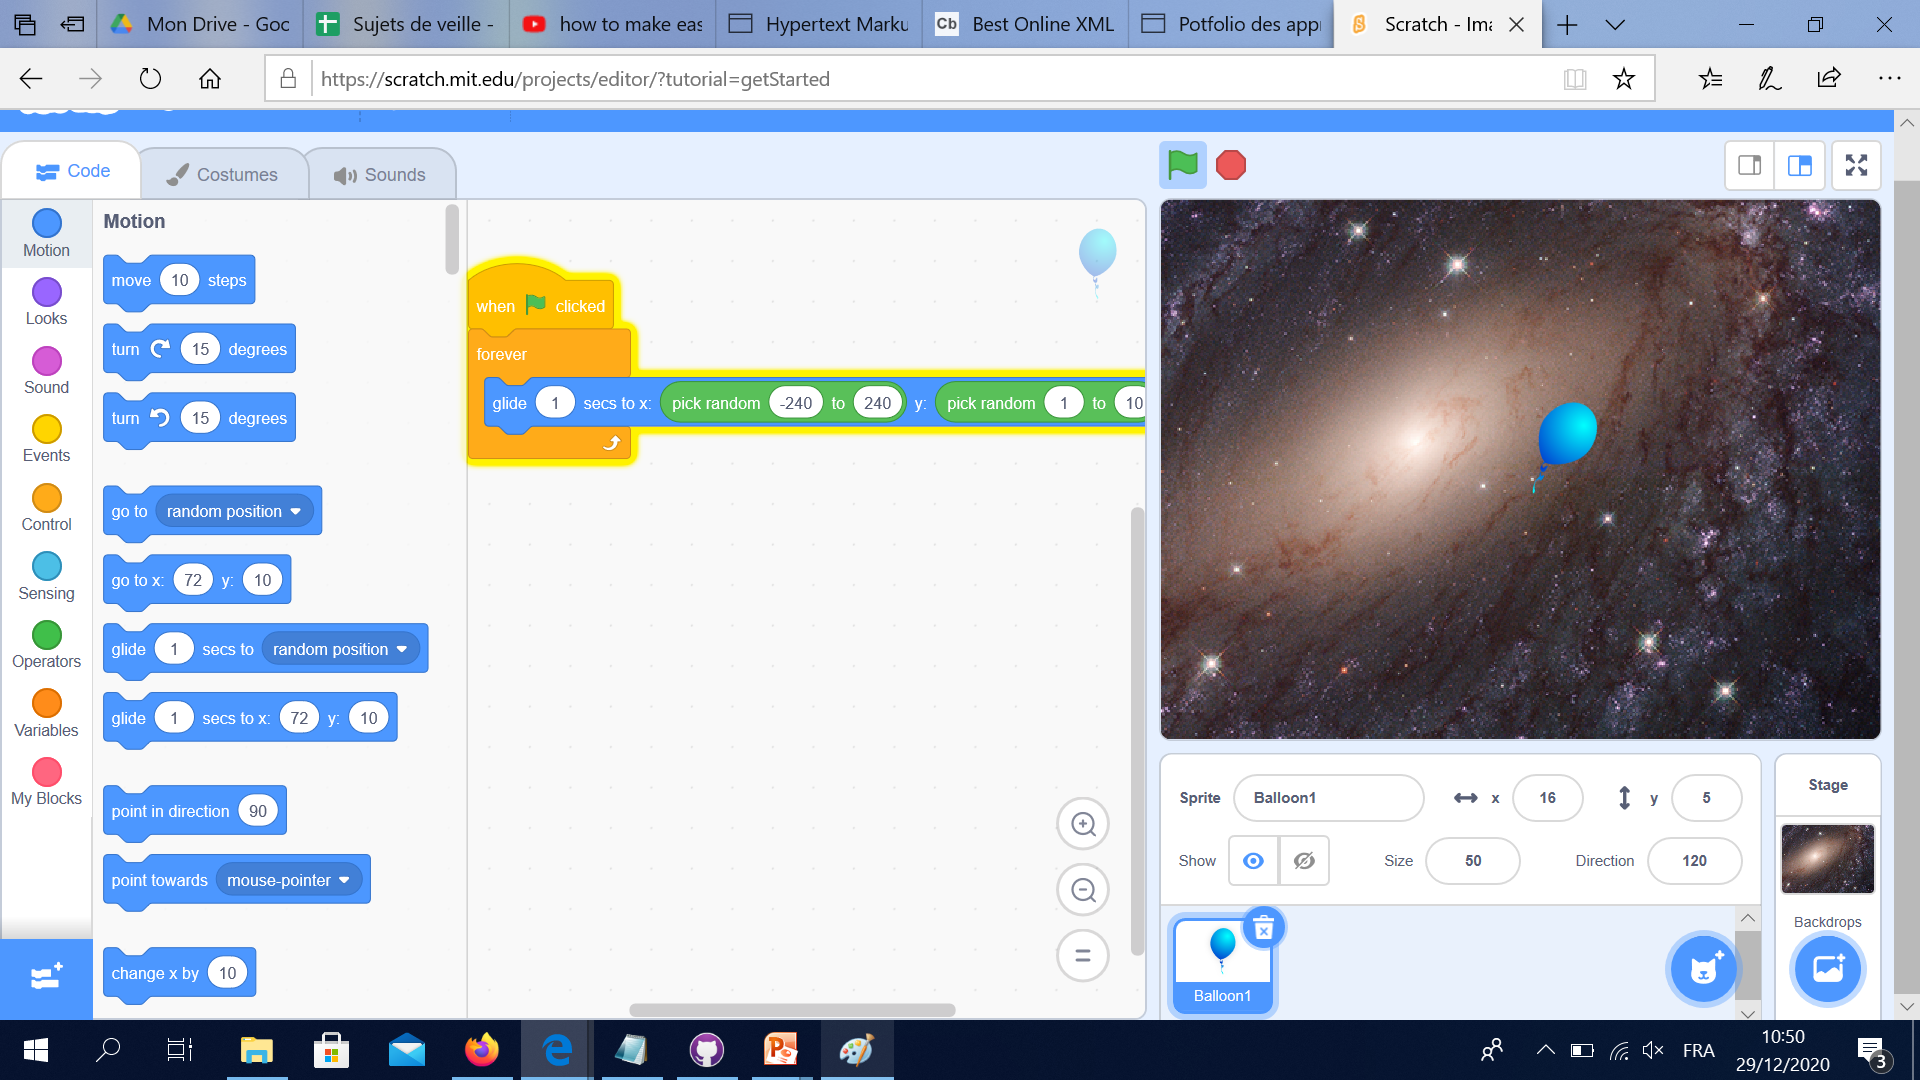 Mon Drive - Goc
Sujets de veille -
how to make eas
Hypertext Marku
Cb Best Online XML
Potfolio des appr
Scratch - Ima
https://scratch.mit.edu/projects/editor/?tutorial=getStarted
Code
Costumes
Sounds
Motion
Looks
Sound
Events
Control
Sensing
Operators
Variables
My Blocks
Motion
move 10 steps
turn 15 degrees
turn 15 degrees
go to random position
go to x: 72 y: 10
glide 1 secs to random position
glide 1 secs to x: 72 y: 10
point in direction 90
point towards mouse-pointer
change x by 10
when clicked
forever
glide 1 secs to x: pick random -240 to 240 y: pick random 1 to 10
Sprite Balloon1 x 16 y 5
Show Size 50 Direction 120
Balloon1
Stage
Backdrops
FRA
10:50
29/12/2020
3